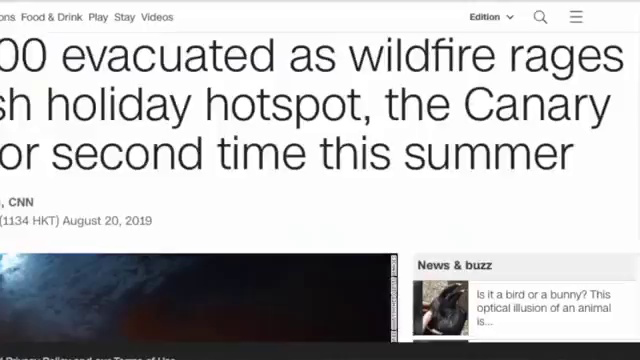 ons Food & Drink Play Stay Videos
Edition
00 evacuated as wildfire rages
sh holiday hotspot, the Canary
or second time this summer
, CNN
(1134 HKT) August 20, 2019
News & buzz
Is it a bird or a bunny? This
optical illusion of an animal
is...
Privacy Policy and our Terms of Use